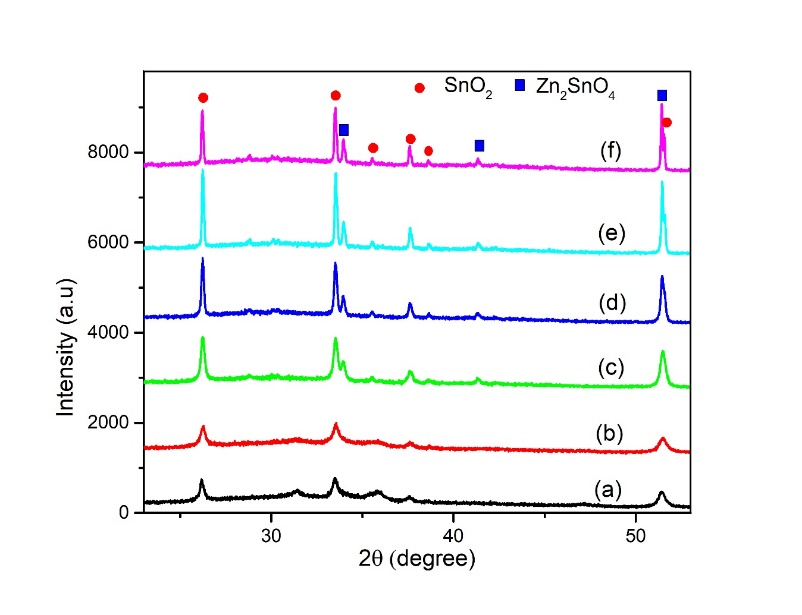 SnO₂ Zn₂SnO₄
8000
(f)
6000
(e)
(d)
4000
(c)
2000
(b)
(a)
0
30 40 50
Intensity (a.u)
2θ (degree)